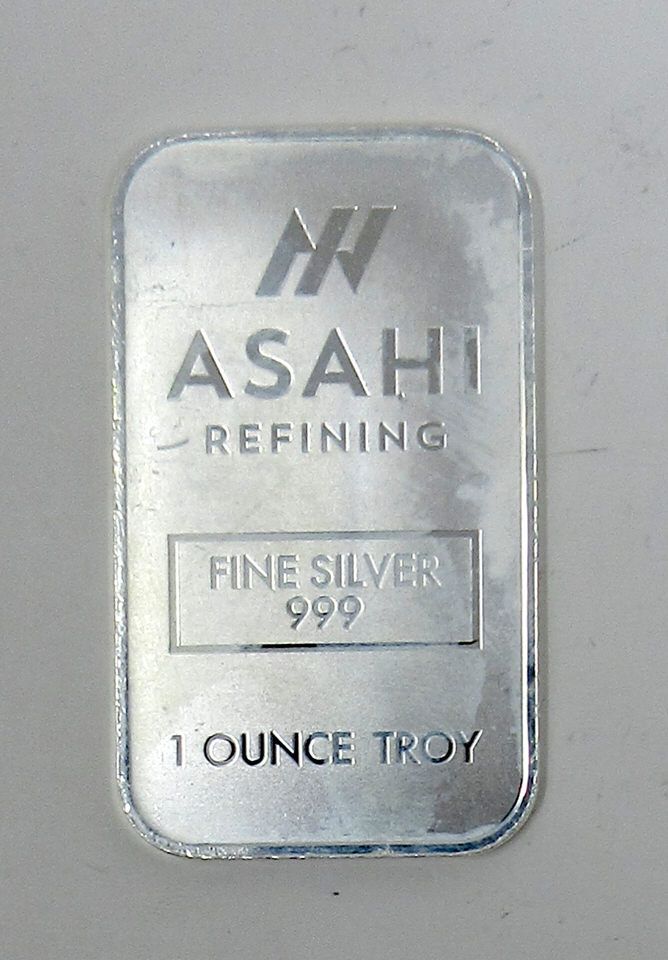 ASAHI
REFINING
FINE SILVER
999
1 OUNCE TROY